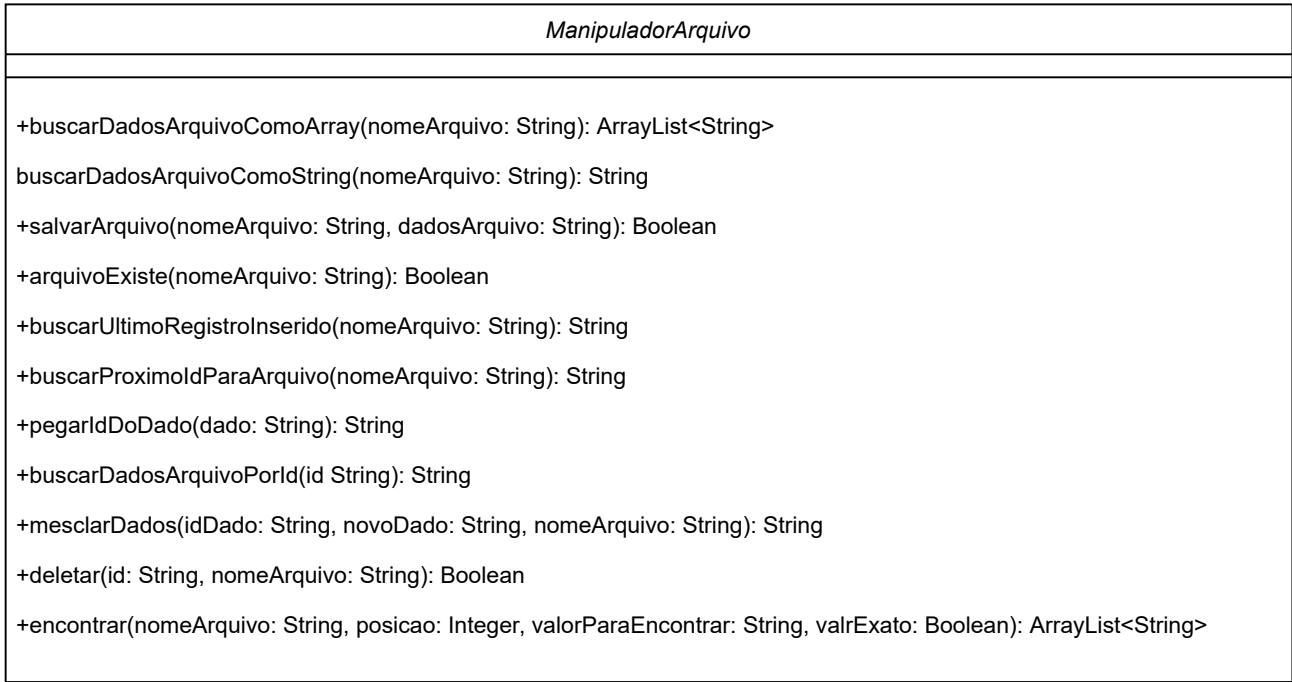 ManipuladorArquivo
+buscarDadosArquivoComoArray(nomeArquivo: String): ArrayList<String>
buscarDadosArquivoComoString(nomeArquivo: String): String
+salvarArquivo(nomeArquivo: String, dadosArquivo: String): Boolean
+arquivoExiste(nomeArquivo: String): Boolean
+buscarUltimoRegistroInserido(nomeArquivo: String): String
+buscarProximoIdParaArquivo(nomeArquivo: String): String
+pegarIdDoDado(dado: String): String
+buscarDadosArquivoPorId(id String): String
+mesclarDados(idDado: String, novoDado: String, nomeArquivo: String): String
+deletar(id: String, nomeArquivo: String): Boolean
+encontrar(nomeArquivo: String, posicao: Integer, valorParaEncontrar: String, valrExato: Boolean): ArrayList<String>